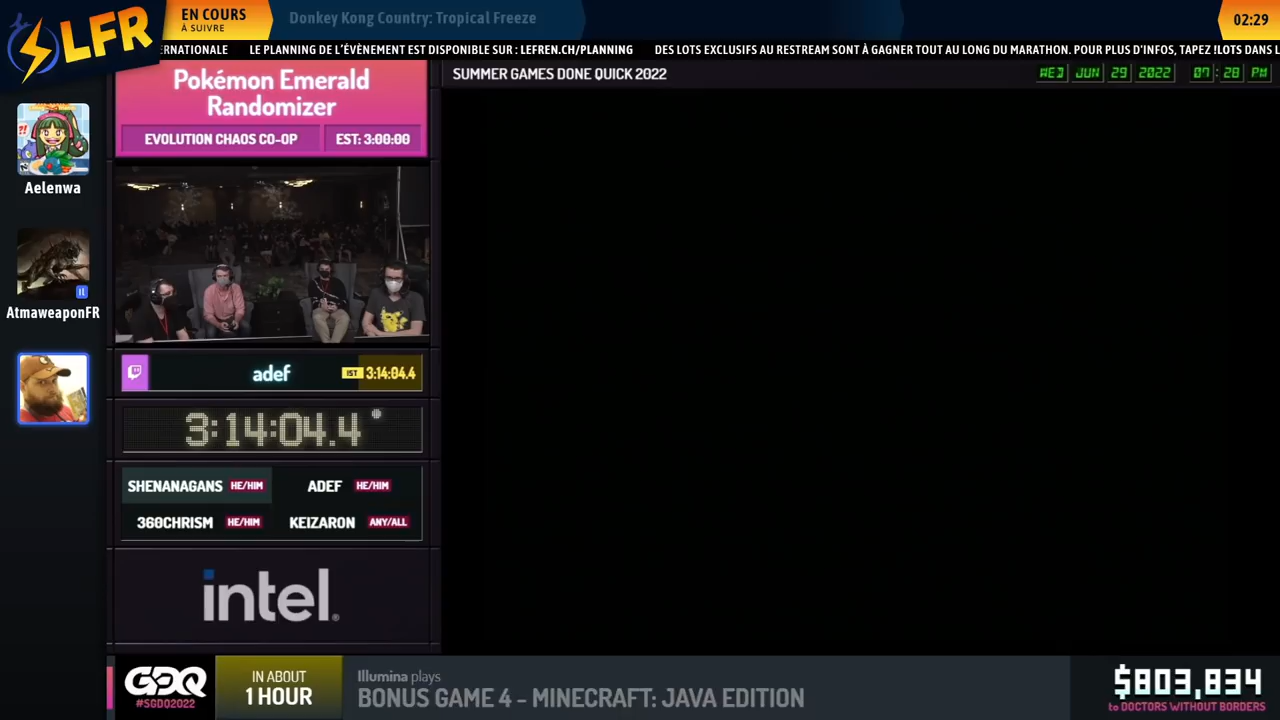 LFR
EN COURS
À SUIVRE
Donkey Kong Country: Tropical Freeze
02:29
ERNATIONALE LE PLANNING DE L'ÉVÈNEMENT EST DISPONIBLE SUR : LEFREN.CH/PLANNING DES LOTS EXCLUSIFS AU RESTREAM SONT À GAGNER TOUT AU LONG DU MARATHON. POUR PLUS D'INFOS, TAPEZ !LOTS DANS L
Pokémon Emerald
Randomizer
EVOLUTION CHAOS CO-OP EST: 3:00:00
SUMMER GAMES DONE QUICK 2022
WED JUN 29 2022 07:28 PM
Aelenwa
AtmaweaponFR
adef 1ST 3:14:04.4
3:14:04.4
SHENANAGANS HE/HIM ADEF HE/HIM
360CHRISM HE/HIM KEIZARON ANY/ALL
intel.
GDQ
#SGDQ2022
IN ABOUT
1 HOUR
Illumina plays
BONUS GAME 4 - MINECRAFT: JAVA EDITION
$803,834
to DOCTORS WITHOUT BORDERS